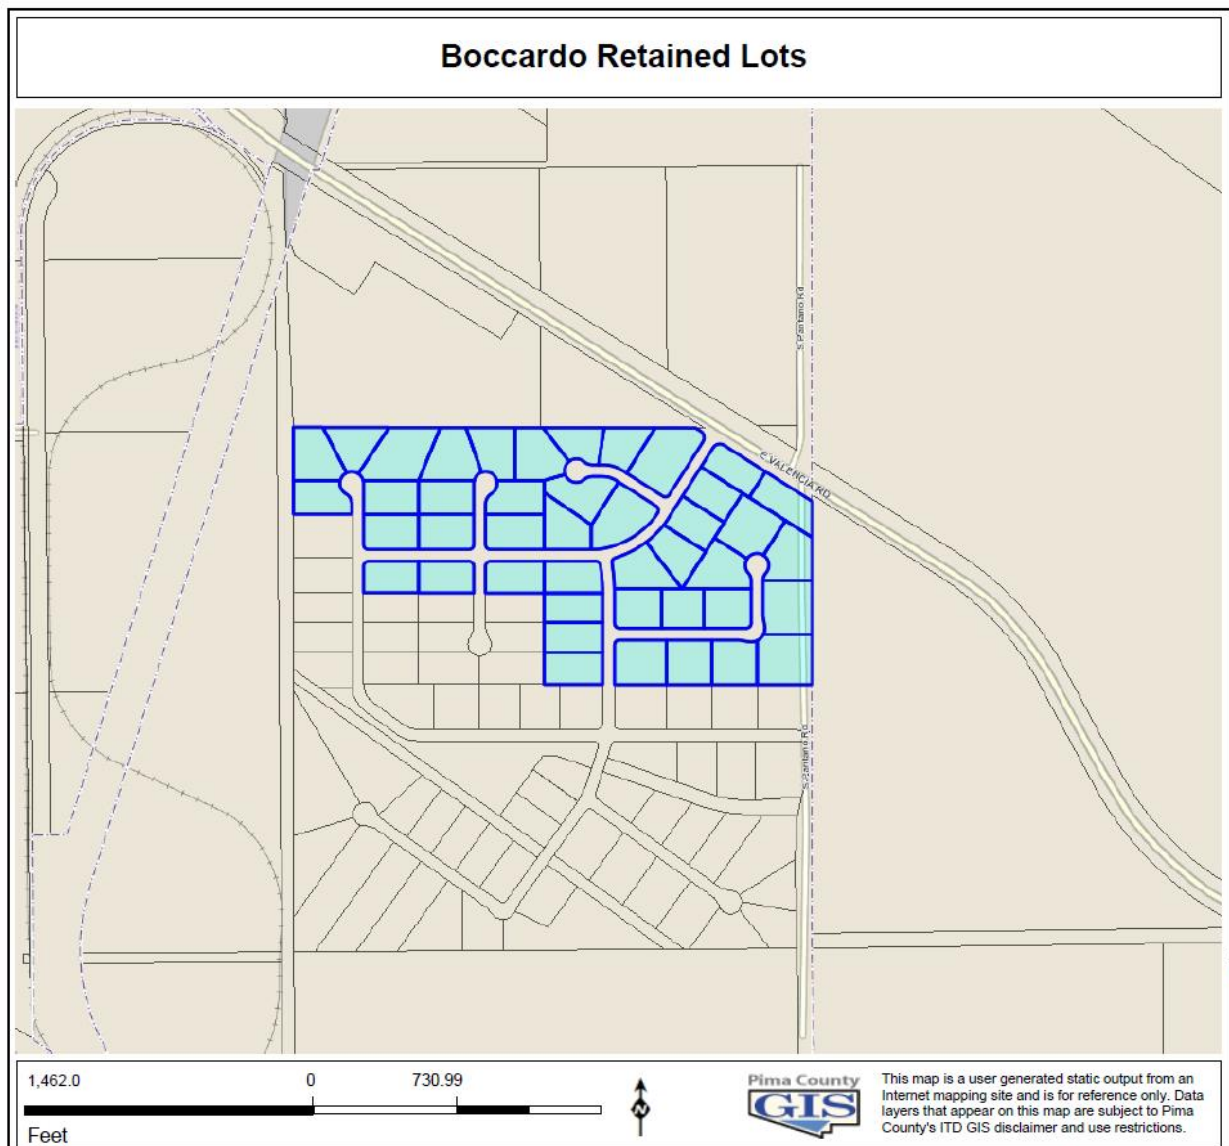 Boccardo Retained Lots
S.Pantano Rd
E.VALENCIA RD
S.Pantano Rd
1,462.0 0 730.99
Feet
N
Pima County
GIS
This map is a user generated static output from an
Internet mapping site and is for reference only. Data
layers that appear on this map are subject to Pima
County's ITD GIS disclaimer and use restrictions.